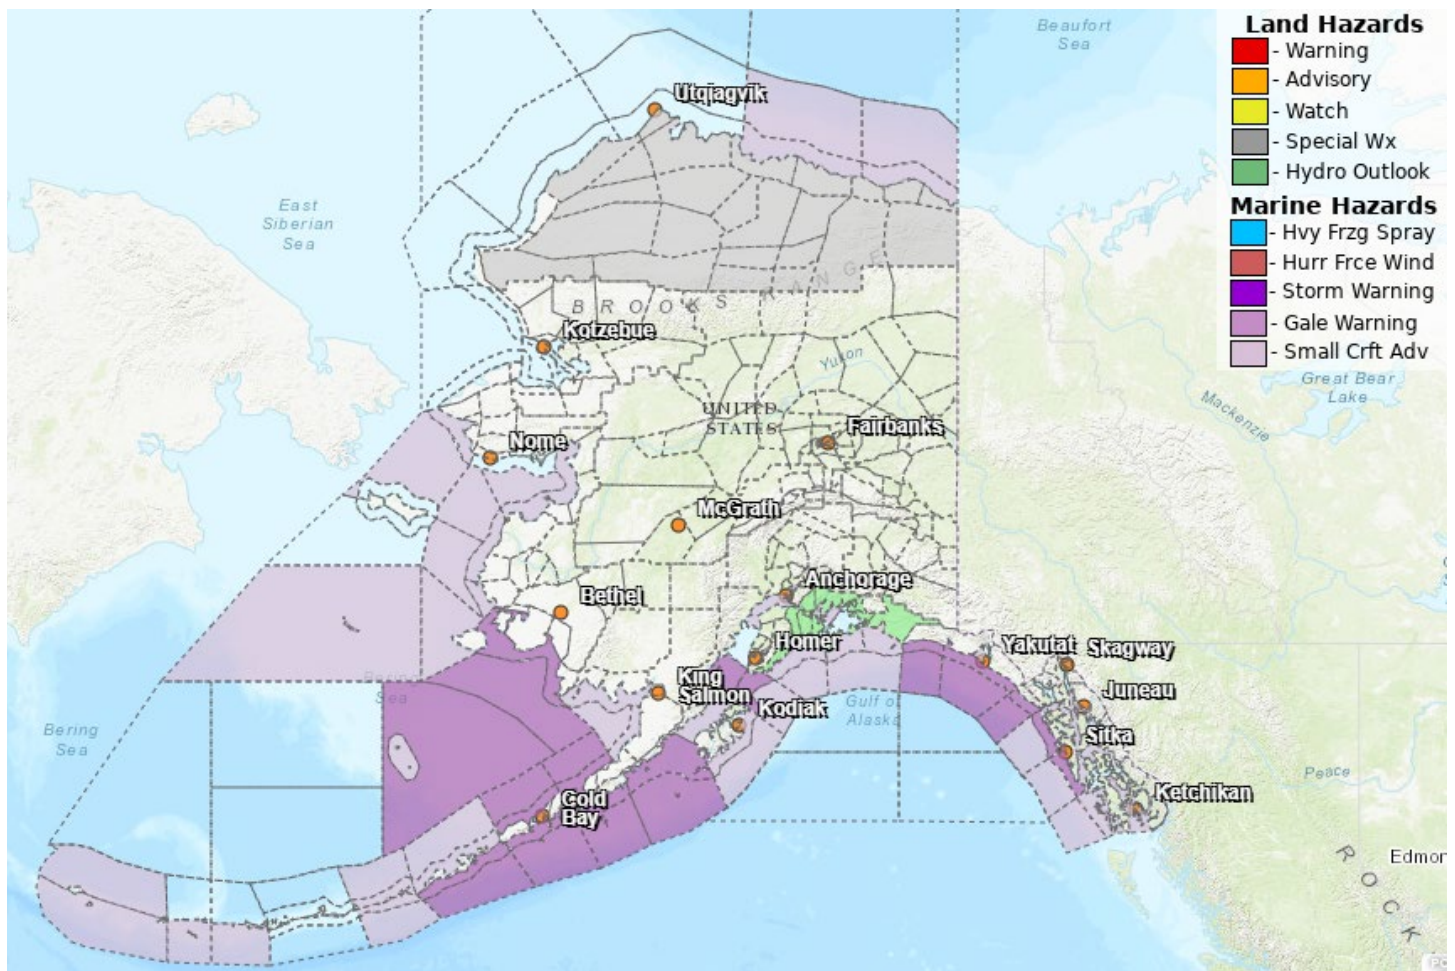 Land Hazards
- Warning
- Advisory
- Watch
- Special Wx
- Hydro Outlook
Marine Hazards
- Hvy Frzg Spray
- Hurr Frce Wind
- Storm Warning
- Gale Warning
- Small Crft Adv
Beaufort
Sea
Utqiagvik
East
Siberian
Sea
BROOKS RANGE
Kotzebue
Yukon
Great Bear
Lake
Mackenzie
UNITED
STATES
Fairbanks
Nome
McGrath
Anchorage
Bethel
Homer
Yakutat
Skagway
King
Salmon
Juneau
Kodiak
Gulf of
Alaska
Bering
Sea
Bering
Sea
Sitka
Peace
Cold
Bay
Ketchikan
Edmor
ROCK